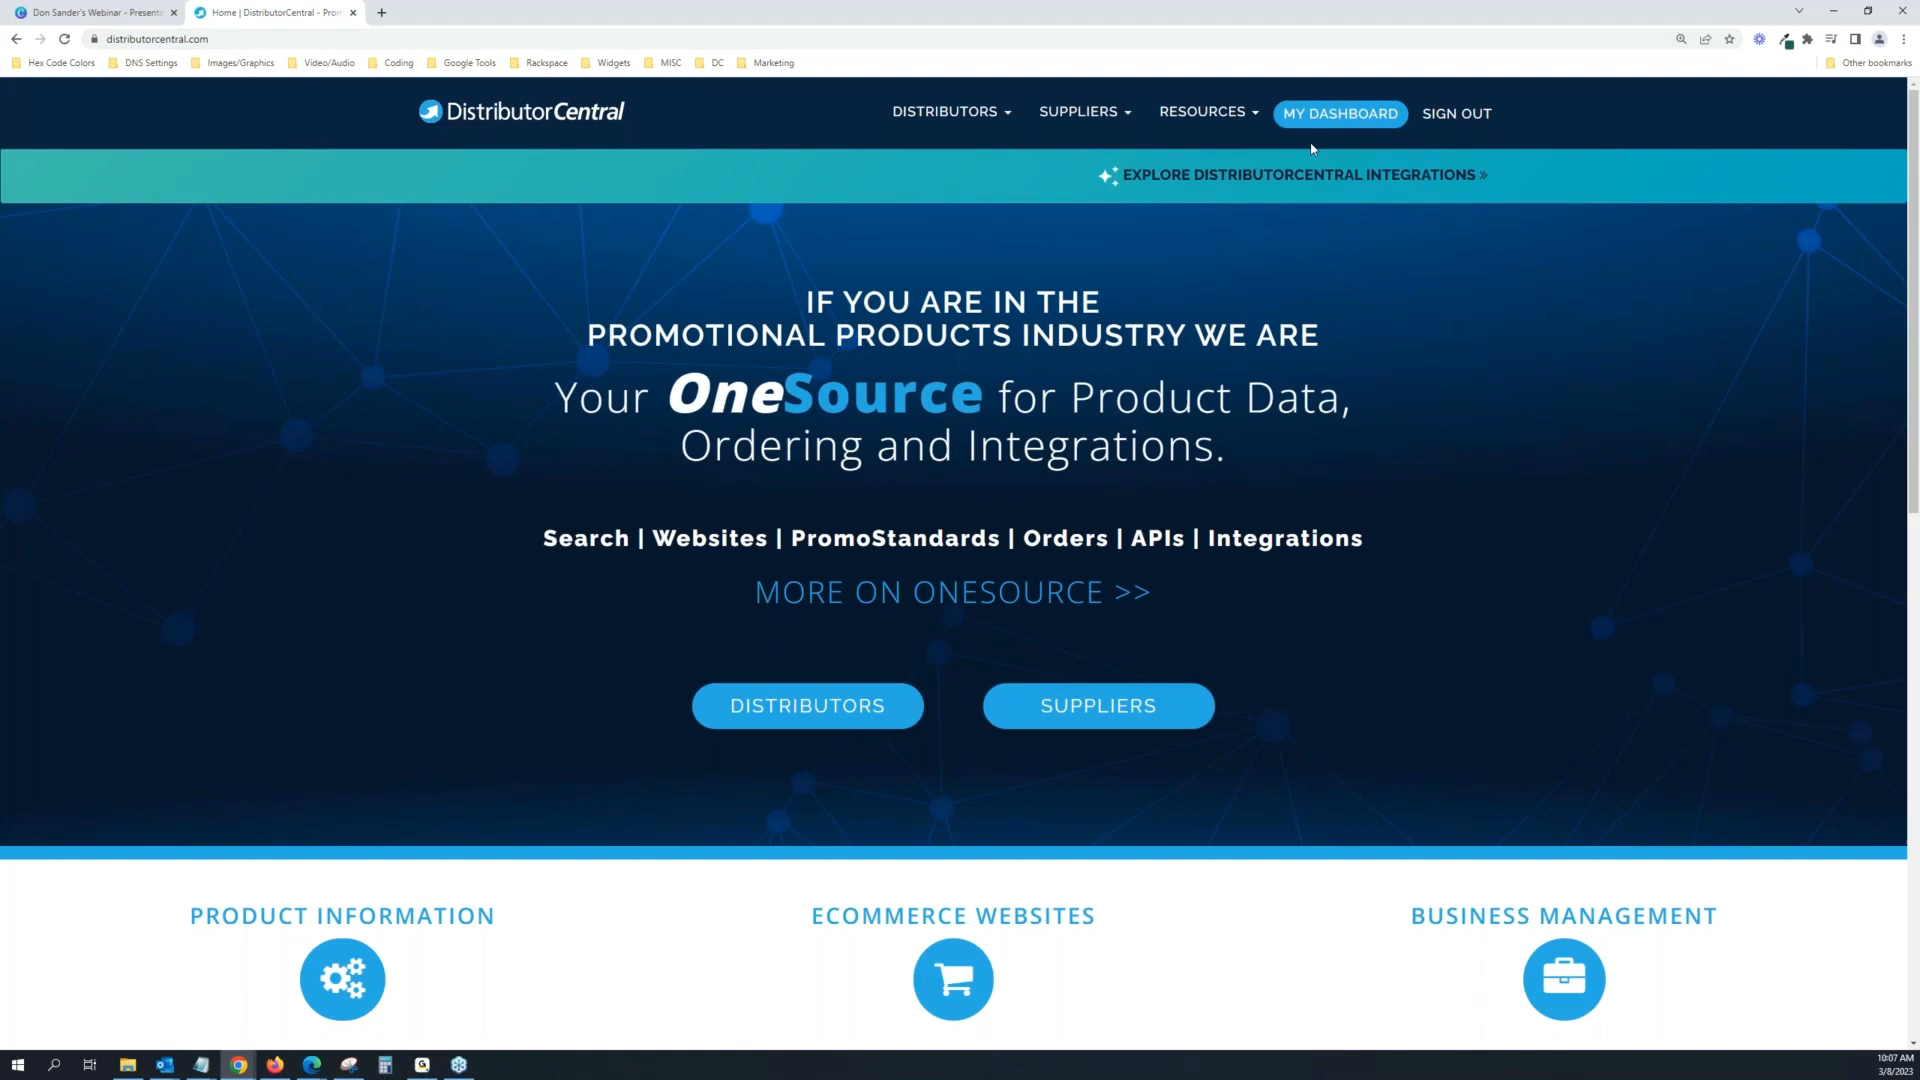 Don Sander's Webinar - Presenta
Home | DistributorCentral - Pron
distributorcentral.com
Hex Code Colors
DNS Settings
Images/Graphics
Video/Audio
Coding
Google Tools
Rackspace
Widgets
MISC
DC
Marketing
Other bookmarks
DistributorCentral
DISTRIBUTORS
SUPPLIERS
RESOURCES
MY DASHBOARD
SIGN OUT
EXPLORE DISTRIBUTORCENTRAL INTEGRATIONS »
IF YOU ARE IN THE
PROMOTIONAL PRODUCTS INDUSTRY WE ARE
Your OneSource for Product Data,
Ordering and Integrations.
Search | Websites | PromoStandards | Orders | APIs | Integrations
MORE ON ONESOURCE >>
DISTRIBUTORS
SUPPLIERS
PRODUCT INFORMATION
ECOMMERCE WEBSITES
BUSINESS MANAGEMENT
10:07 AM
3/8/2023